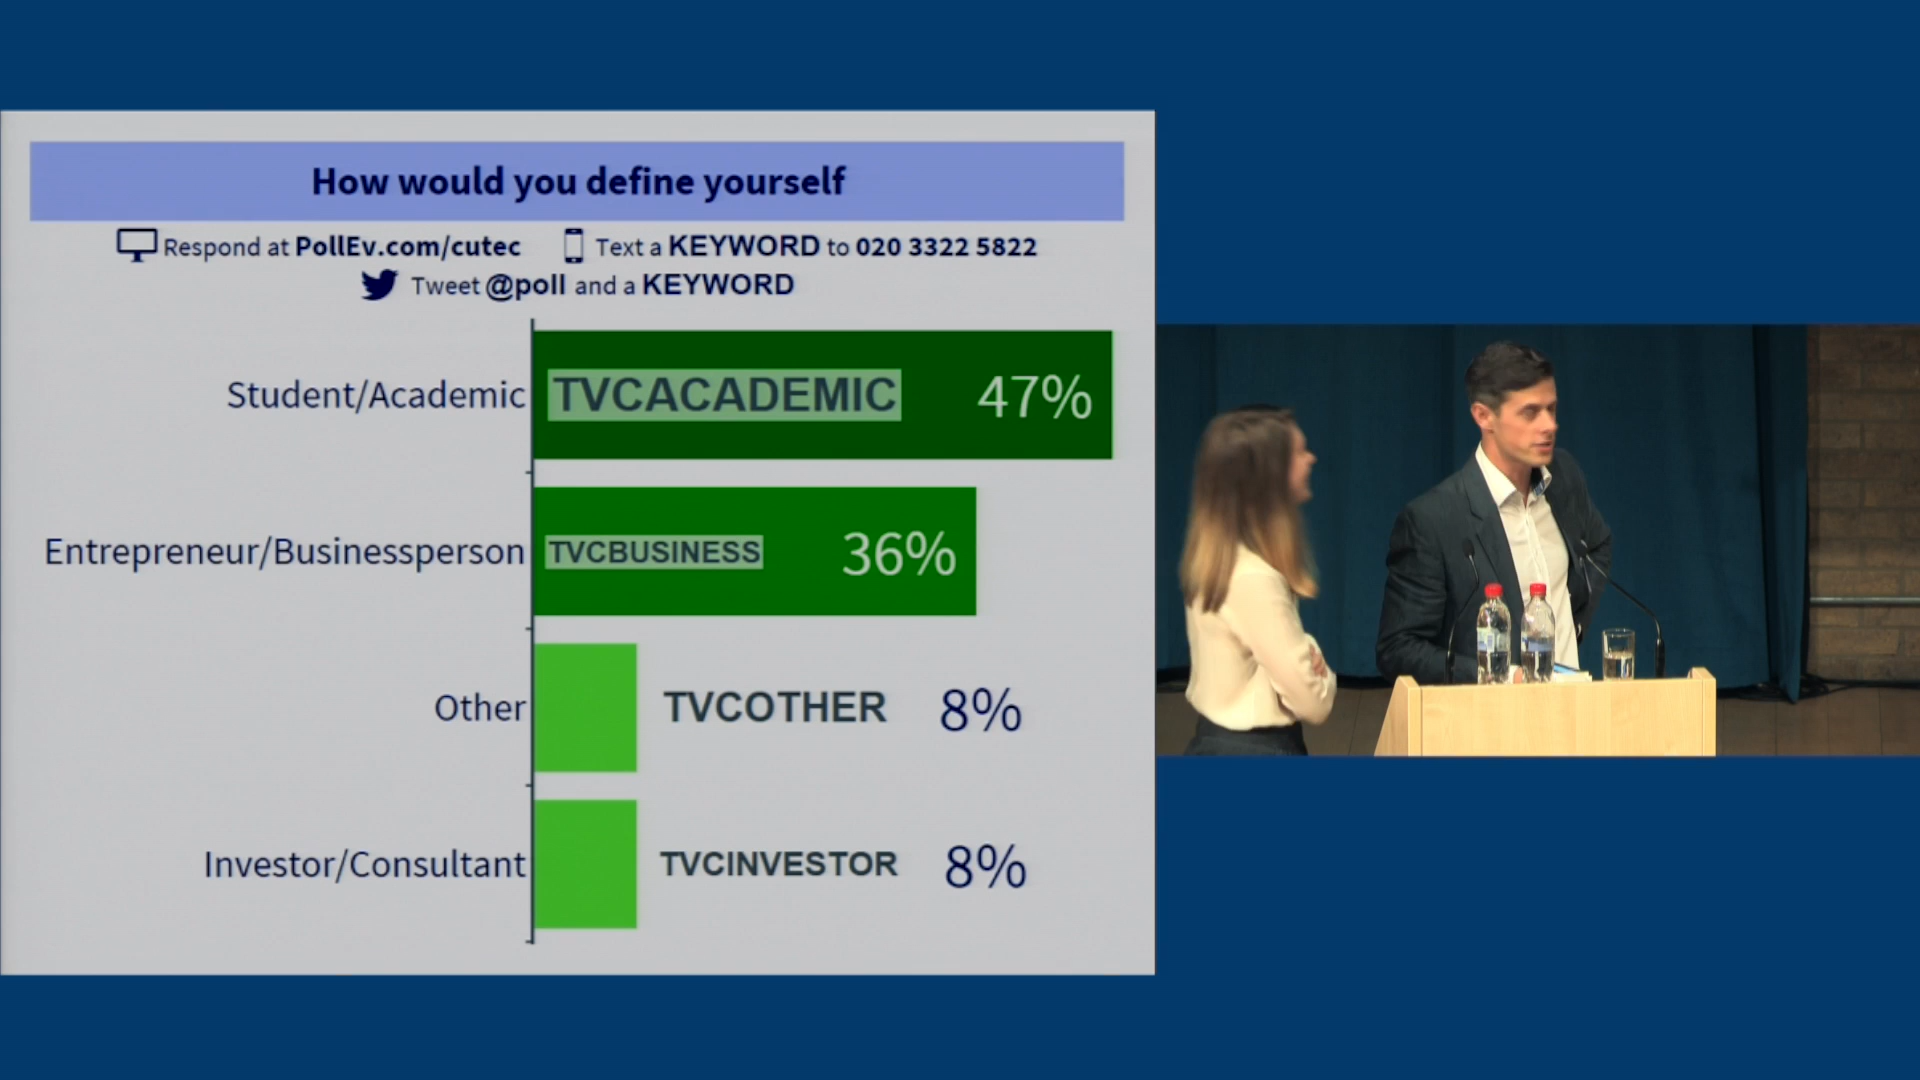 How would you define yourself
Respond at PollEv.com/cutec Text a KEYWORD to 020 3322 5822
Tweet @poll and a KEYWORD
Student/Academic TVCACADEMIC 47%
Entrepreneur/Businessperson TVCBUSINESS 36%
Other TVCOTHER 8%
Investor/Consultant TVCINVESTOR 8%